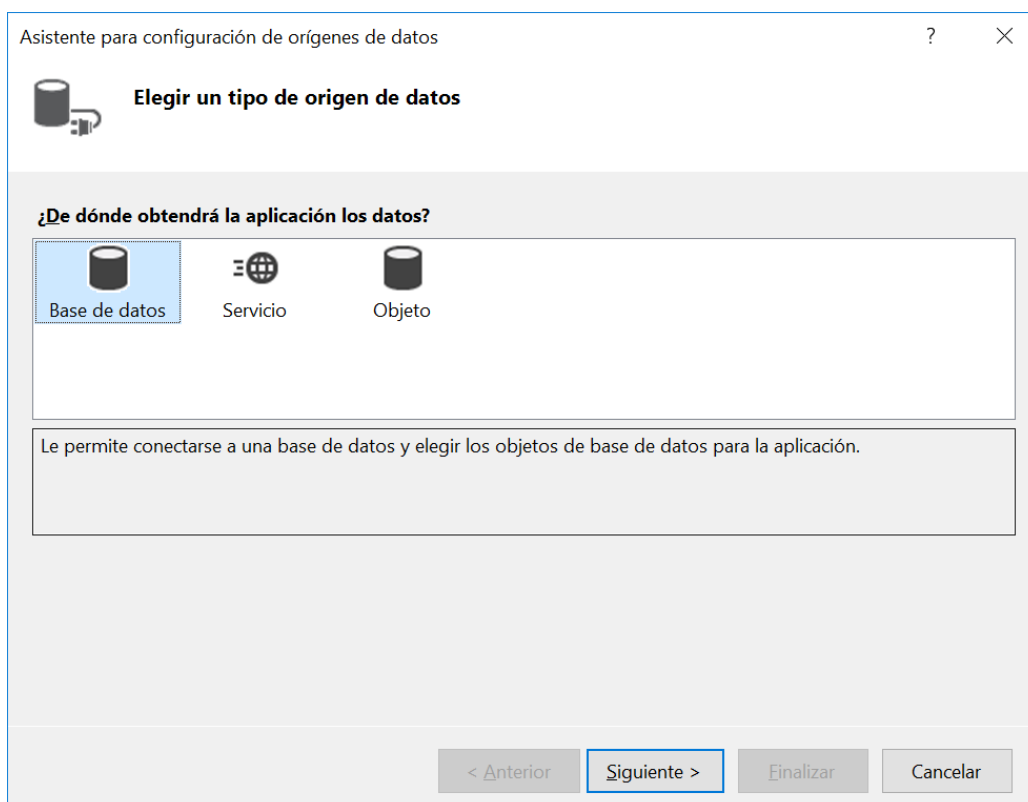 Asistente para configuración de orígenes de datos ?
Elegir un tipo de origen de datos
¿De dónde obtendrá la aplicación los datos?
Base de datos Servicio Objeto
Le permite conectarse a una base de datos y elegir los objetos de base de datos para la aplicación.
< Anterior Siguiente > Finalizar Cancelar